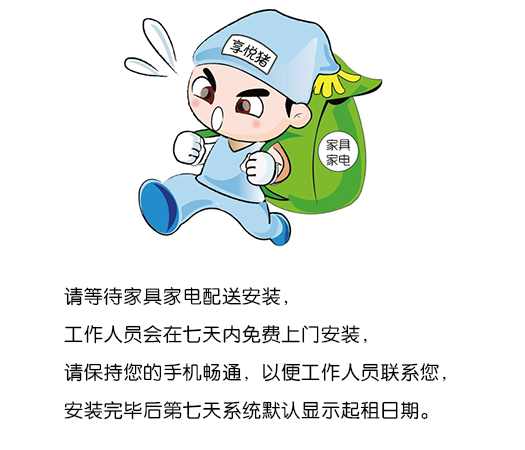 享悦猪
家具
家电
请等待家具家电配送安装，
工作人员会在七天内免费上门安装，
请保持您的手机畅通，以便工作人员联系您，
安装完毕后第七天系统默认显示起租日期。